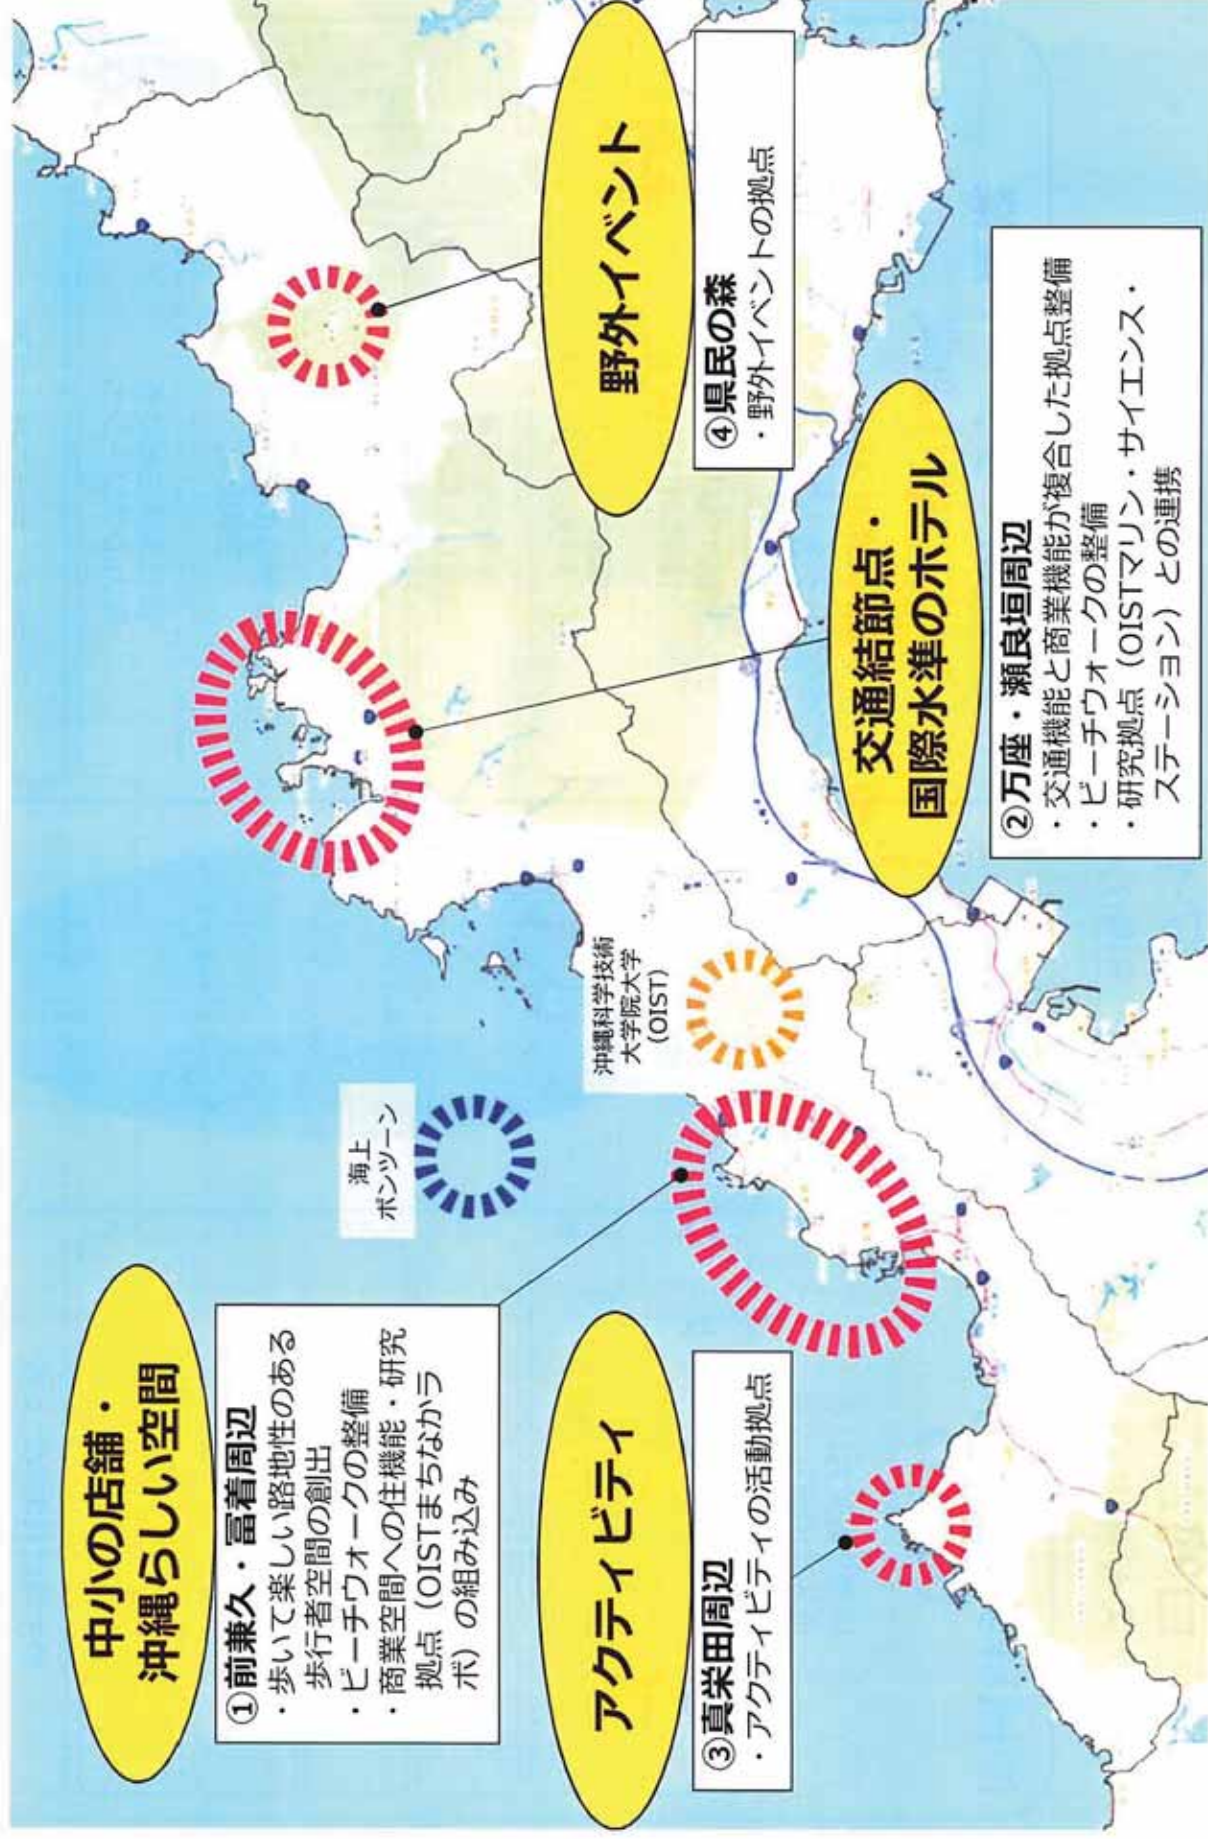 中小の店舗・
沖縄らしい空間
①前兼久・冨着周辺
・歩いて楽しい路地性のある
歩行者空間の創出
・ビーチウォークの整備
・商業空間への住機能・研究
拠点（OISTまちなかラ
ボ）の組み込み
海上
ポンツーン
アクティビティ
③真栄田周辺
・アクティビティの活動拠点
沖縄科学技術
大学院大学
（OIST）
野外イベント
④県民の森
・野外イベントの拠点
交通結節点・
国際水準のホテル
②万座・瀬良垣周辺
・交通機能と商業機能が複合した拠点整備
・ビーチウォークの整備
・研究拠点（OISTマリン・サイエンス・
ステーション）との連携